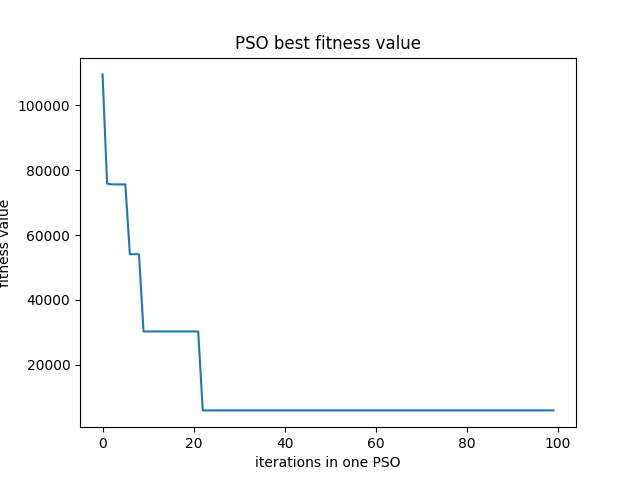 PSO best fitness value
100000
80000
60000
40000
20000
fitness value
0 20 40 60 80 100
iterations in one PSO